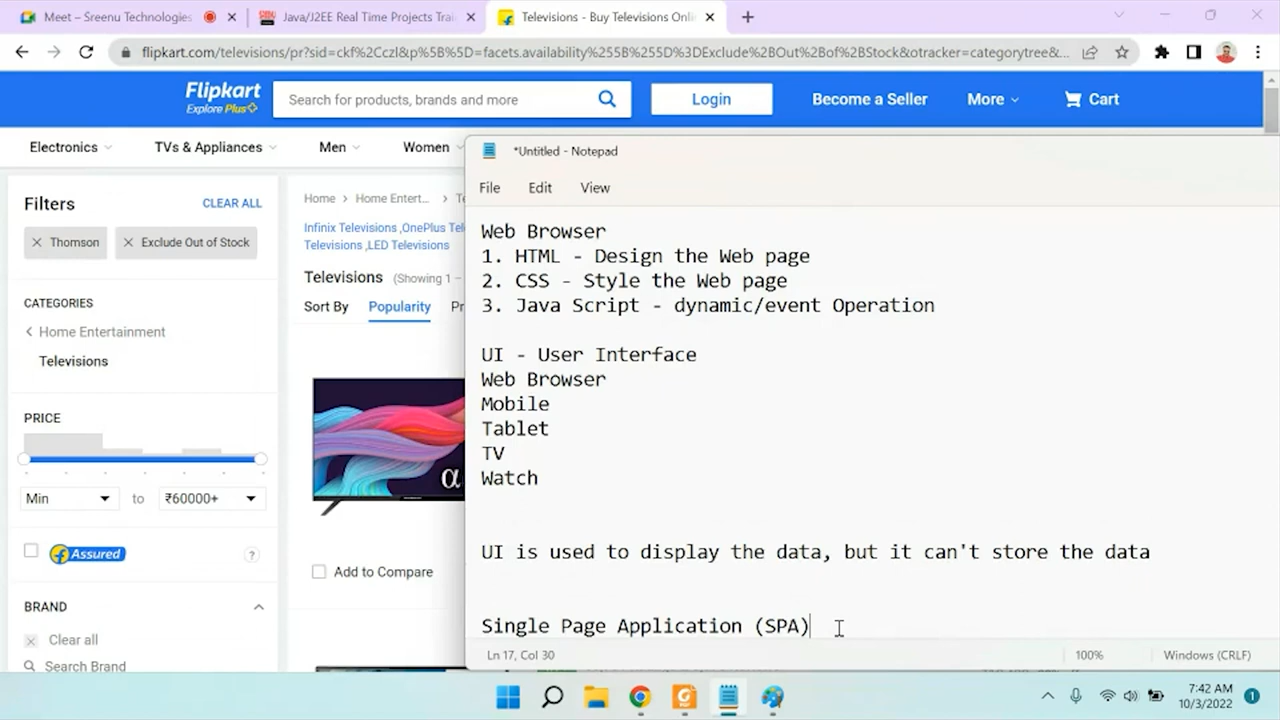 Meet – Sreenu Technologies
Java/J2EE Real Time Projects Trai
Televisions - Buy Televisions Onli
flipkart.com/televisions/pr?sid=ckf%2Cczl&p%5B%5D=facets.availability%255B%255D%3DExclude%2BOut%2Bof%2BStock&otracker=categorytree&...
Flipkart
Explore Plus
Search for products, brands and more
Login
Become a Seller
More
Cart
Electronics
TVs & Appliances
Men
Women
*Untitled - Notepad
File Edit View
Filters
CLEAR ALL
Thomson
Exclude Out of Stock
CATEGORIES
Home Entertainment
Televisions
PRICE
Min
to
₹60000+
Assured
?
BRAND
Clear all
Search Brand
Home > Home Entert... > Te
Infinix Televisions ,OnePlus Tel
Televisions ,LED Televisions
Televisions (Showing 1 –
Sort By Popularity Pr
α
Add to Compare
Web Browser
1. HTML - Design the Web page
2. CSS - Style the Web page
3. Java Script - dynamic/event Operation
UI - User Interface
Web Browser
Mobile
Tablet
TV
Watch
UI is used to display the data, but it can't store the data
Single Page Application (SPA)
Ln 17, Col 30
100%
Windows (CRLF)
7:42 AM
10/3/2022
1